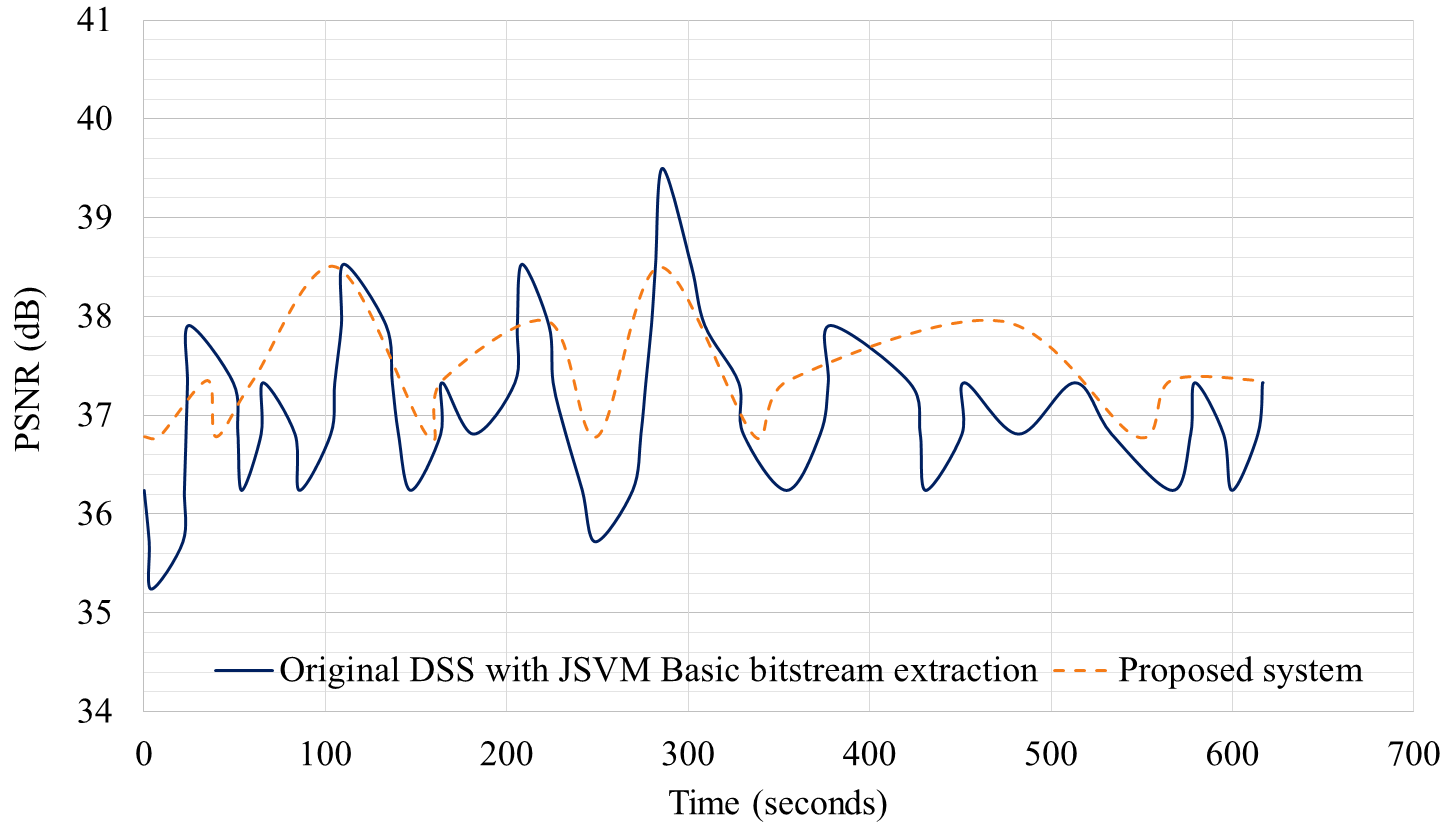 41
40
39
38
37
36
35
34
PSNR (dB)
Original DSS with JSVM Basic bitstream extraction Proposed system
0 100 200 300 400 500 600 700
Time (seconds)